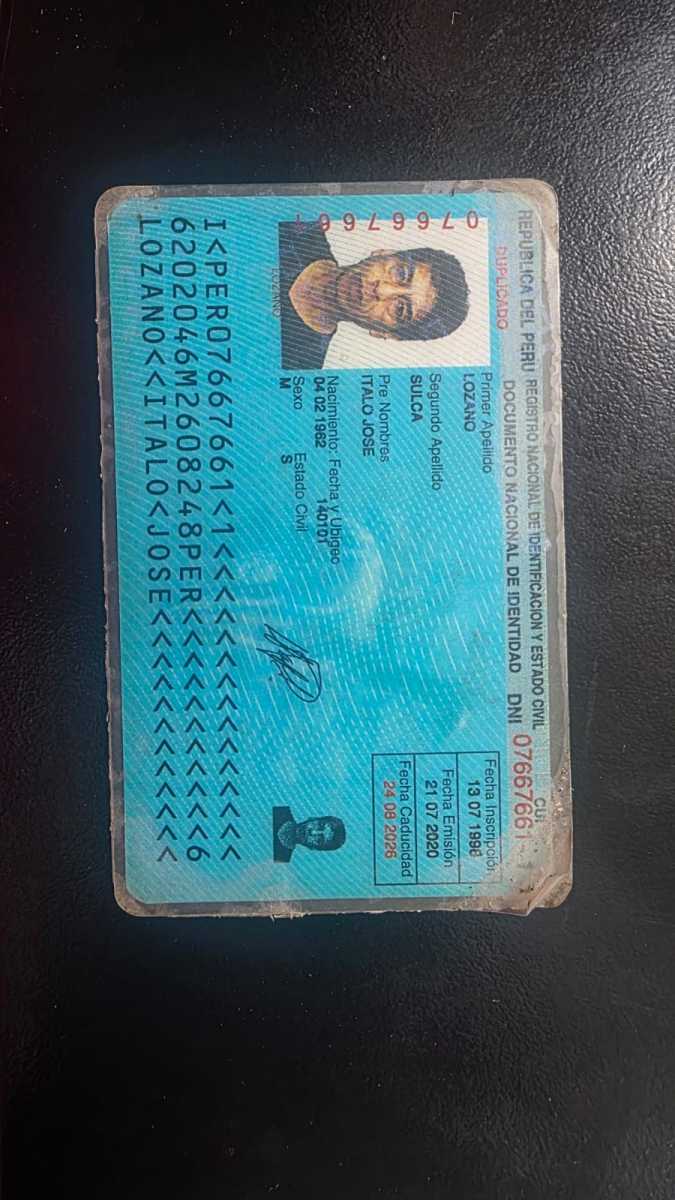 REPUBLICA DEL PERU REGISTRO NACIONAL DE IDENTIFICACION Y ESTADO CIVIL
DUPLICADO DOCUMENTO NACIONAL DE IDENTIDAD DNI 07667661-
CUI
07667661
LOZANO
Primer Apellido
LOZANO
Segundo Apellido
SULCA
Pre Nombres
ITALO JOSE
Nacimiento: Fecha y Ubigeo
04 02 1962 140101
Sexo Estado Civil
M S
Fecha Inscripción
13 07 1998
Fecha Emisión
21 07 2020
Fecha Caducidad
24 08 2026
I<PER07667661<1<<<<<<<<<<<<<<<
6202046M2608248PER<<<<<<<<<<<6
LOZANO<<ITALO<JOSE<<<<<<<<<<<<